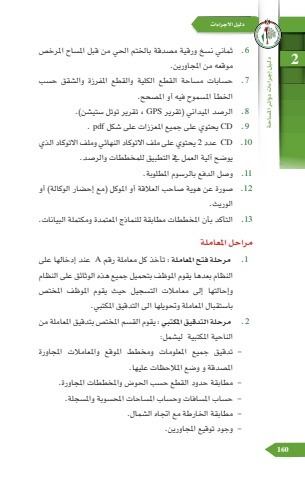 دليل الاجراءات
2
دليل إجراءات دوائر المساحة
6. ثماني نسخ ورقية مصدقة بالختم الحي من قبل المساح المرخص
موقعه من المجاورين.
7. حسابات مساحة القطع الكلية والقطع المفرزة والشقق حسب
الخطأ المسموح فيه أو المصحح.
8. الرصد الميداني (تقرير GPS ، تقرير توتل ستيشن).
9. CD يحتوي على جميع المعززات على شكل pdf .
10. CD عدد 2 يحتوي على ملف الاتوكاد النهائي وملف الاتوكاد الذي
يوضح آلية العمل في التطبيق للمخططات والرصد.
11. وصل الدفع بالرسوم المطلوبة.
12. صورة عن هوية صاحب العلاقة أو الموكل (مع إحضار الوكالة) أو
الوريث.
13. التأكد بأن المخططات مطابقة للنماذج المعتمدة ومكتملة البيانات.
مراحل المعاملة
1. مرحلة فتح المعاملة : تأخذ كل معاملة رقم A عند إدخالها على
النظام بعدها يقوم الموظف بتحميل جميع هذه الوثائق على النظام
وإحالتها إلى معاملات التسجيل حيث يقوم الموظف المختص
باستقبال المعاملة وتحويلها الى التدقيق المكتبي.
2. مرحلة التدقيق المكتبي : يقوم القسم المختص بتدقيق المعاملة من
الناحية المكتبية ليشمل:
- تدقيق جميع المعلومات ومخطط الموقع والمعاملات المجاورة
المصدقة و وضع الملاحظات عليها.
- مطابقة حدود القطع حسب الحوض والمخططات المجاورة.
- حساب المسافات وحساب المساحات المحسوبة والمسجلة.
- مطابقة الخارطة مع اتجاه الشمال.
- وجود توقيع المجاورين.
160